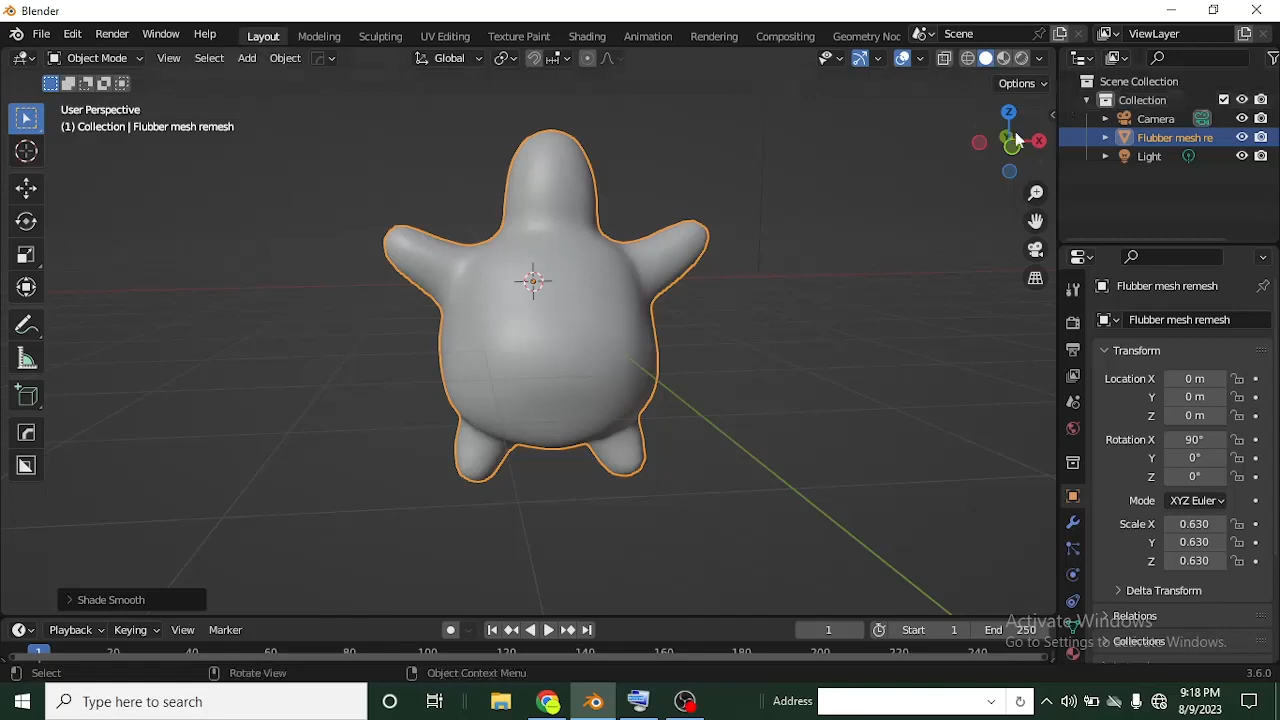 Blender
File Edit Render Window Help Layout Modeling Sculpting UV Editing Texture Paint Shading Animation Rendering Compositing Geometry Noc Scene ViewLayer
Object Mode View Select Add Object Global
Options
User Perspective
(1) Collection | Flubber mesh remesh
Z
Y
X
Scene Collection
Collection
Camera
Flubber mesh re
Light
Flubber mesh remesh
Flubber mesh remesh
Transform
Location X 0 m
Y 0 m
Z 0 m
Rotation X 90°
Y 0°
Z 0°
Mode XYZ Euler
Scale X 0.630
Y 0.630
Z 0.630
Delta Transform
Relations
Collections
Shade Smooth
Activate Windows
Go to Settings to Activate Windows.
Playback Keying View Marker 1 Start 1 End 250
1 20 40 60 80 100 120 140 160 180 200 220 240
Select Rotate View Object Context Menu 3.6.0
Type here to search Address 9:18 PM
8/9/2023